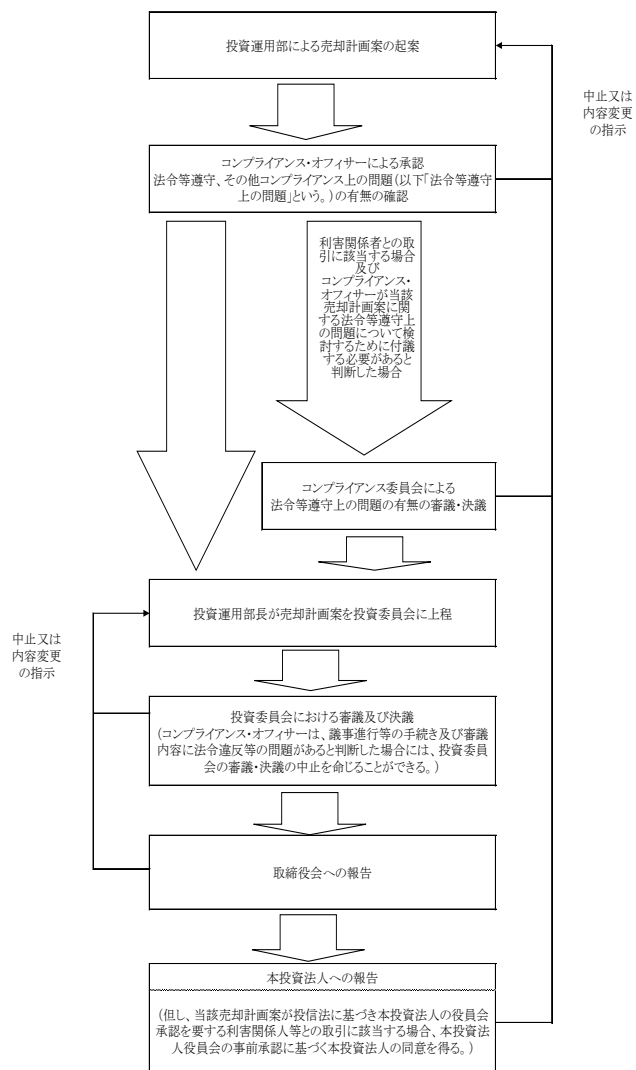 投資運用部による売却計画案の起案
中止又は
内容変更
の指示
コンプライアンス・オフィサーによる承認
法令等遵守、その他コンプライアンス上の問題(以下「法令等遵守
上の問題」という。)の有無の確認
利害関係者との取
引に該当する場合
及び
コンプライアンス・
オフィサーが当該
売却計画案に関
する法令等遵守上
の問題について検
討するために付議
する必要があると
判断した場合
コンプライアンス委員会による
法令等遵守上の問題の有無の審議・決議
投資運用部長が売却計画案を投資委員会に上程
中止又は
内容変更
の指示
投資委員会における審議及び決議
(コンプライアンス・オフィサーは、議事進行等の手続き及び審議
内容に法令違反等の問題があると判断した場合には、投資委員
会の審議・決議の中止を命じることができる。)
取締役会への報告
本投資法人への報告
(但し、当該売却計画案が投信法に基づき本投資法人の役員会
承認を要する利害関係人等との取引に該当する場合、本投資法
人役員会の事前承認に基づく本投資法人の同意を得る。)